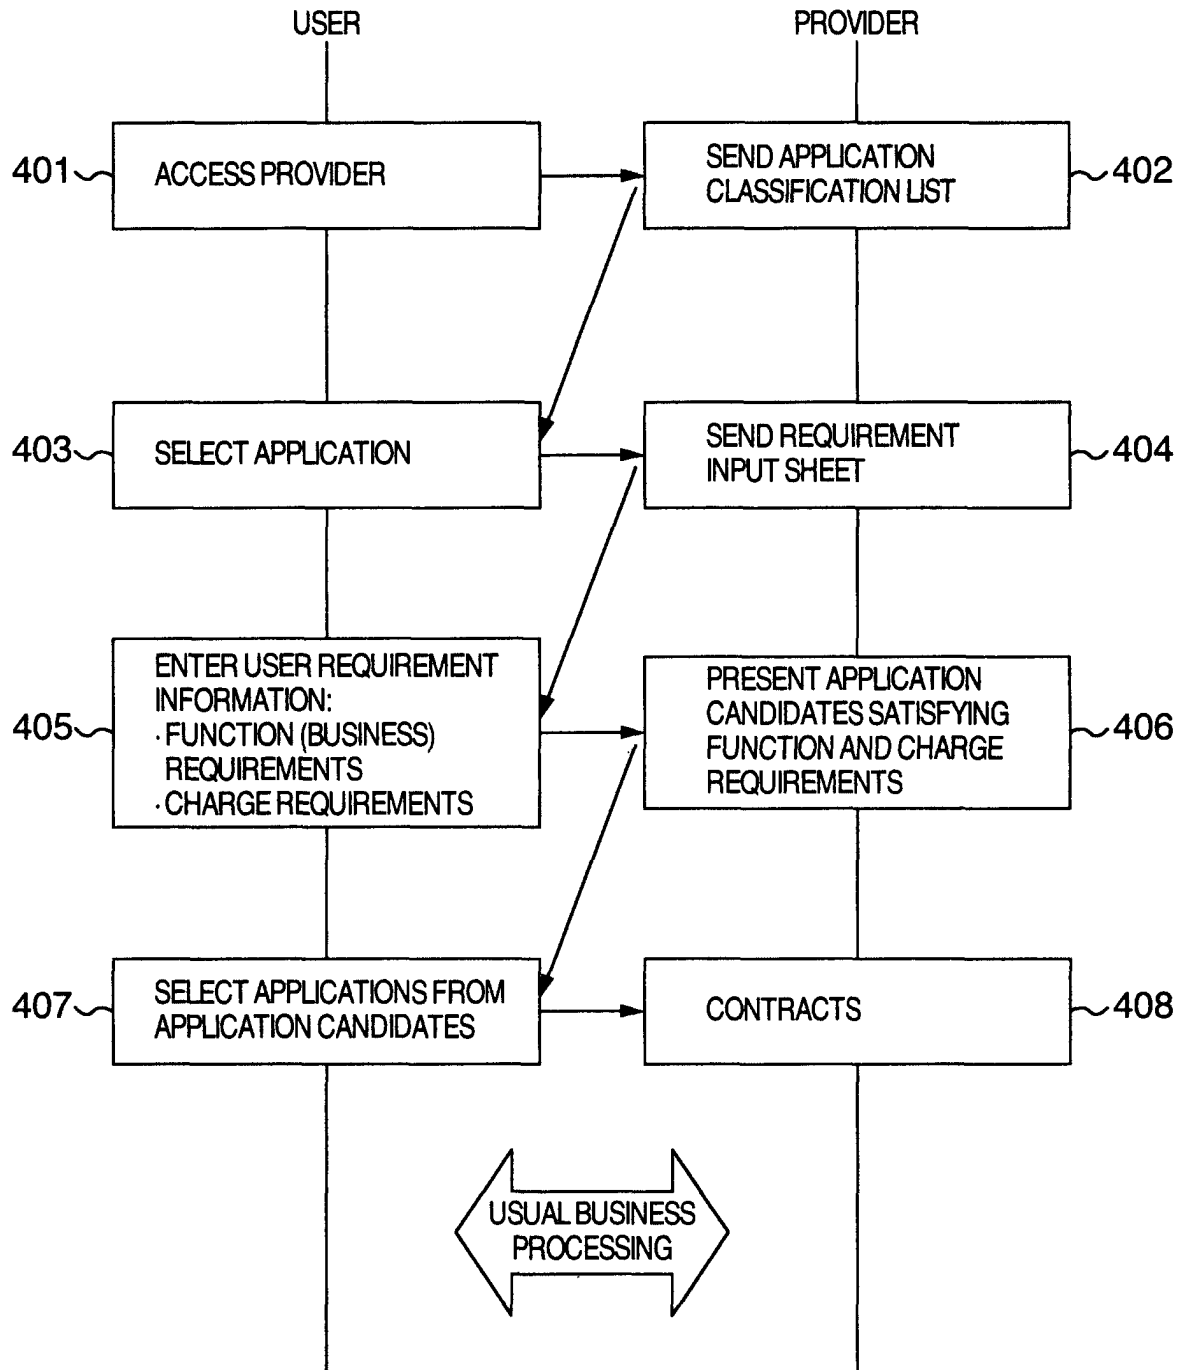 USER
PROVIDER
401
ACCESS PROVIDER
SEND APPLICATION
CLASSIFICATION LIST
402
403
SELECT APPLICATION
SEND REQUIREMENT
INPUT SHEET
404
405
ENTER USER REQUIREMENT
INFORMATION:
· FUNCTION (BUSINESS)
REQUIREMENTS
· CHARGE REQUIREMENTS
PRESENT APPLICATION
CANDIDATES SATISFYING
FUNCTION AND CHARGE
REQUIREMENTS
406
407
SELECT APPLICATIONS FROM
APPLICATION CANDIDATES
CONTRACTS
408
USUAL BUSINESS
PROCESSING